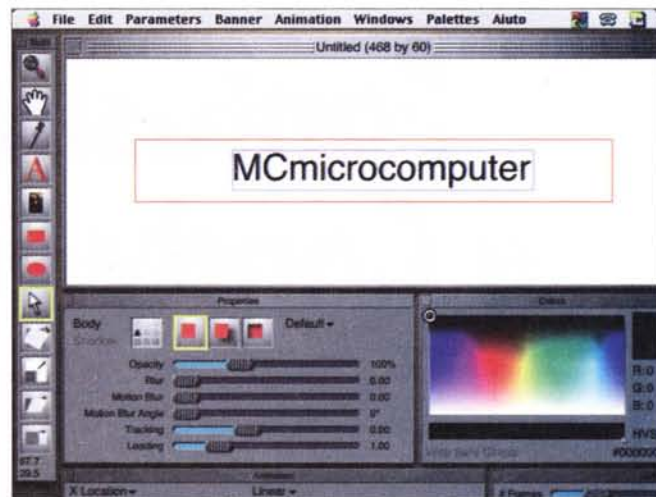 File Edit Parameters Banner Animation Windows Palettes Aiuto
Untitled (468 by 60)
MCmicrocomputer
Properties
Colors
Body
Default
Opacity 100%
Blur 0.00
Motion Blur 0.00
Motion Blur Angle 0°
Tracking 0.00
Leading 1.00
R:0
G:0
B:0
HVS
#000000
Animation
X Location
Linear